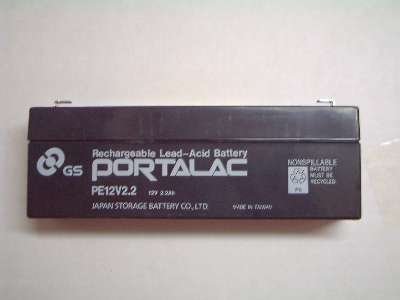 GS
Rechargeable Lead-Acid Battery
PORTALAC
PE12V2.2 12V 2.2Ah
JAPAN STORAGE BATTERY CO.,LTD. MADE IN TAIWAN
NONSPILLABLE
BATTERY
MUST BE
RECYCLED
Pb